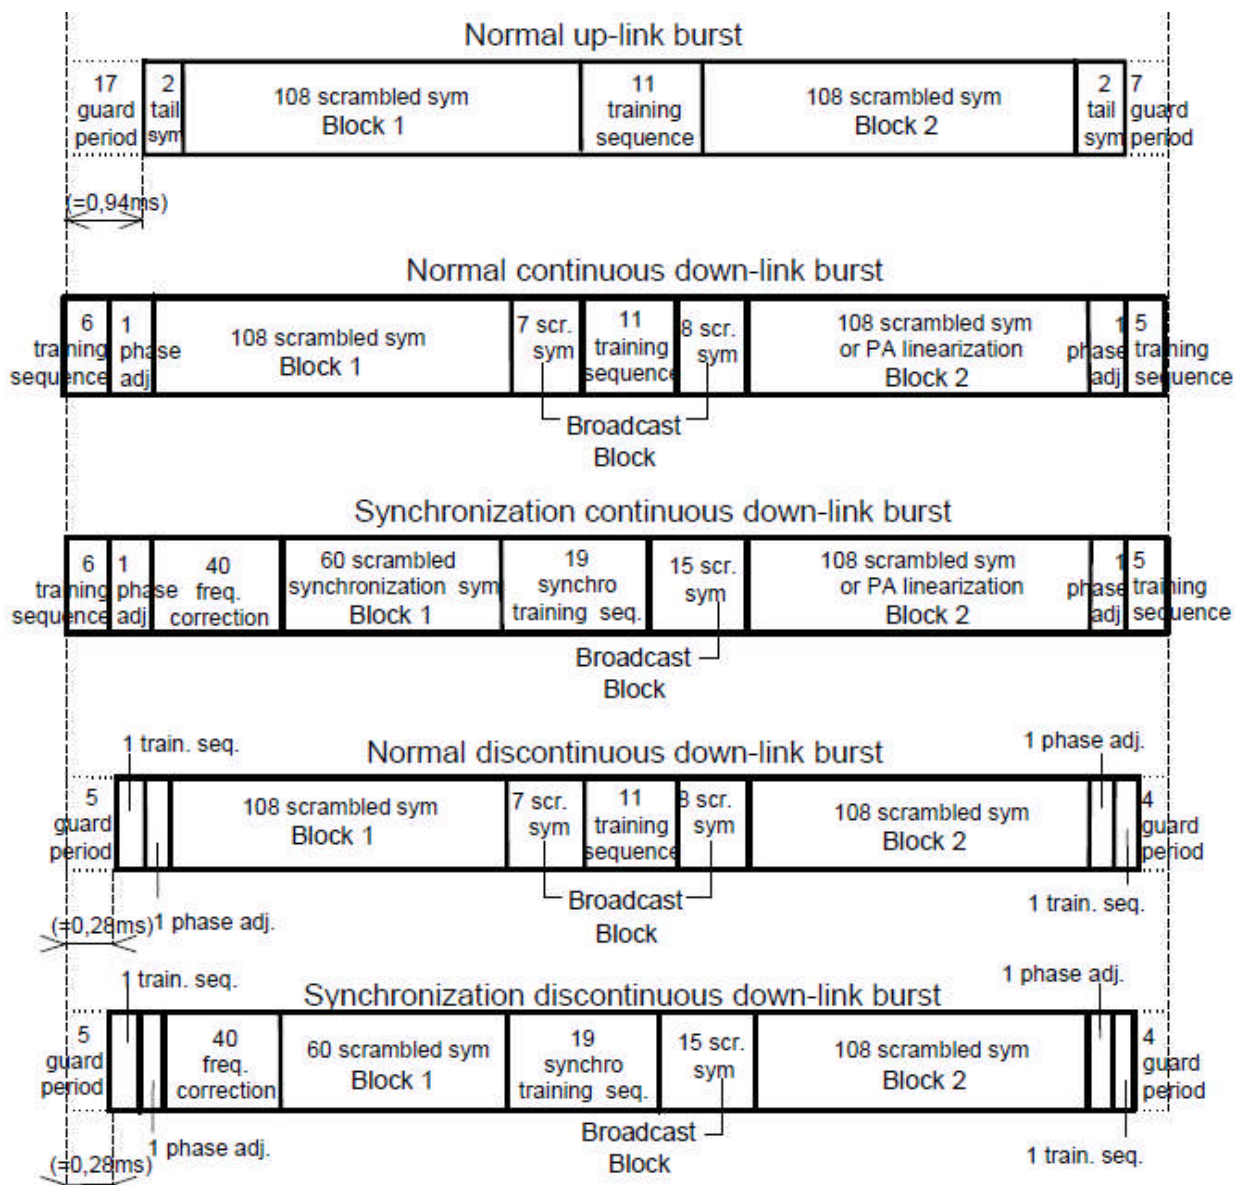 Normal up-link burst
17
guard
period
2
tail
sym
108 scrambled sym
Block 1
11
training
sequence
108 scrambled sym
Block 2
2
tail
sym
7
guard
period
(=0,94ms)
Normal continuous down-link burst
6
training
sequence
1
phase
adj
108 scrambled sym
Block 1
7 scr.
sym
11
training
sequence
8 scr.
sym
108 scrambled sym
or PA linearization
Block 2
1
phase
adj.
5
training
sequence
Broadcast
Block
Synchronization continuous down-link burst
6
training
sequence
1
phase
adj.
40
freq.
correction
60 scrambled
synchronization sym
Block 1
19
synchro
training seq.
15 scr.
sym
108 scrambled sym
or PA linearization
Block 2
1
phase
adj.
5
training
sequence
Broadcast
Block
1 train. seq.
Normal discontinuous down-link burst
1 phase adj.
5
guard
period
108 scrambled sym
Block 1
7 scr.
sym
11
training
sequence
8 scr.
sym
108 scrambled sym
Block 2
4
guard
period
(=0,28ms)
1 phase adj.
Broadcast
Block
1 train. seq.
1 train. seq.
Synchronization discontinuous down-link burst
1 phase adj.
5
guard
period
40
freq.
correction
60 scrambled sym
Block 1
19
synchro
training seq.
15 scr.
sym
108 scrambled sym
Block 2
4
guard
period
(=0,28ms)
1 phase adj.
Broadcast
Block
1 train. seq.